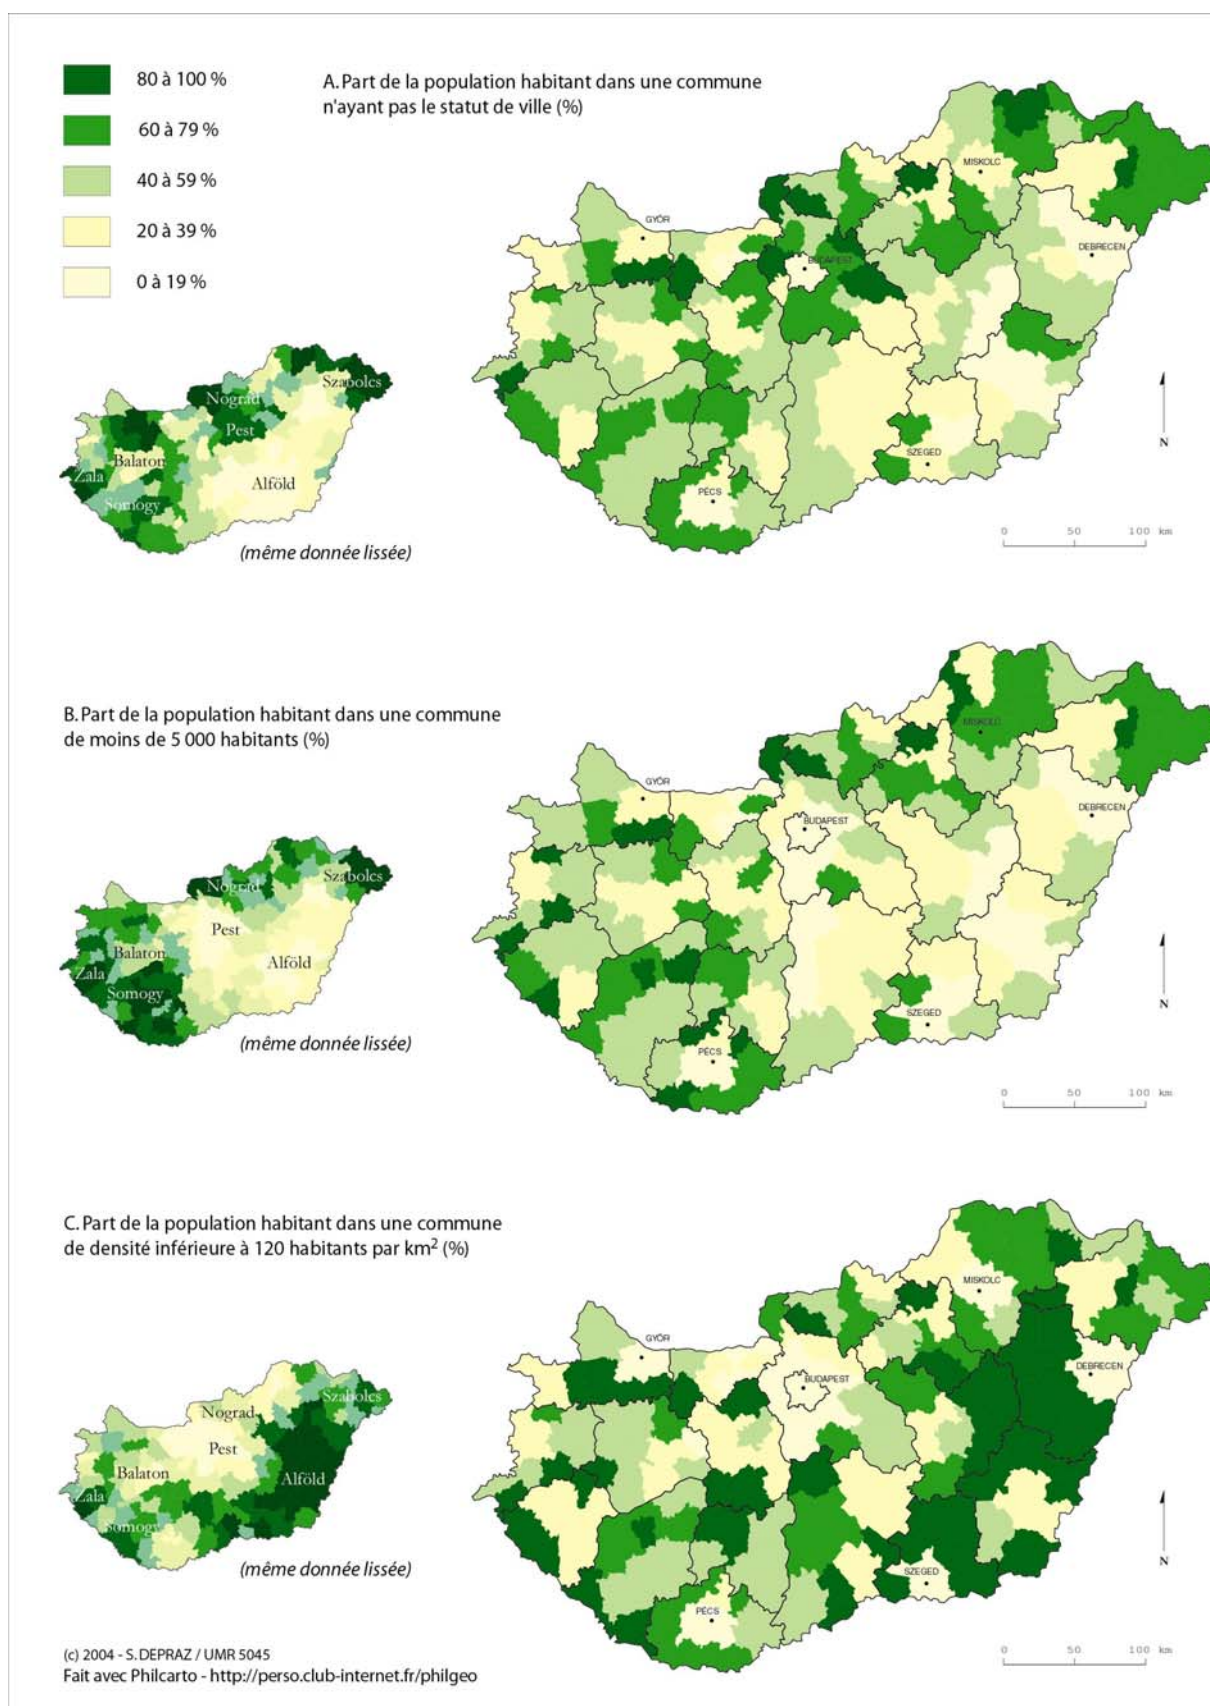 80 à 100 %
60 à 79 %
40 à 59 %
20 à 39 %
0 à 19 %
A. Part de la population habitant dans une commune
n'ayant pas le statut de ville (%)
MISKOLC
GYÖR
DEBRECEN
BUDAPEST
SZEGED
PÉCS
N
0 50 100 km
Szabolcs
Nograd
Pest
Balaton
Zala
Alföld
Somogy
(même donnée lissée)
B. Part de la population habitant dans une commune
de moins de 5 000 habitants (%)
MISKOLC
GYÖR
DEBRECEN
BUDAPEST
SZEGED
PÉCS
N
0 50 100 km
Szabolcs
Nograd
Pest
Balaton
Zala
Alföld
Somogy
(même donnée lissée)
C. Part de la population habitant dans une commune
de densité inférieure à 120 habitants par km2 (%)
MISKOLC
GYÖR
DEBRECEN
BUDAPEST
SZEGED
PÉCS
N
0 50 100 km
Szabolcs
Nograd
Pest
Balaton
Alföld
Zala
Somogy
(même donnée lissée)
(c) 2004 - S. DEPRAZ / UMR 5045
Fait avec Philcarto - http://perso.club-internet.fr/philgeo